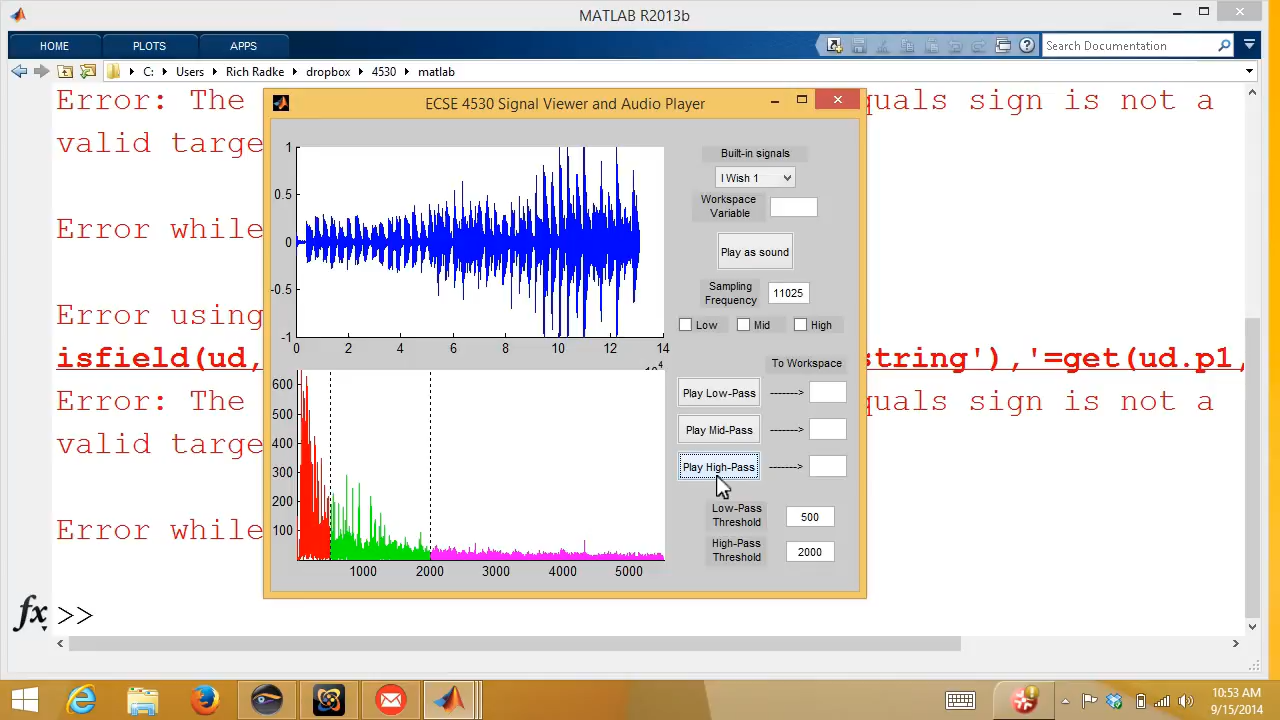 MATLAB R2013b
HOME PLOTS APPS
Search Documentation
C: Users Rich Radke dropbox 4530 matlab
Error: The
quals sign is not a
valid targe
Error while
Error using
isfield(ud,
string'),'=get(ud.p1,
Error: The
quals sign is not a
valid targe
Error while
fx >>
ECSE 4530 Signal Viewer and Audio Player
1
0.5
0
-0.5
-1
0 2 4 6 8 10 12 14
600
500
400
300
200
100
1000 2000 3000 4000 5000
Built-in signals
I Wish 1
Workspace
Variable
Play as sound
Sampling
Frequency
11025
Low Mid High
To Workspace
Play Low-Pass ------->
Play Mid-Pass ------->
Play High-Pass ------->
Low-Pass
Threshold
500
High-Pass
Threshold
2000
10:53 AM
9/15/2014